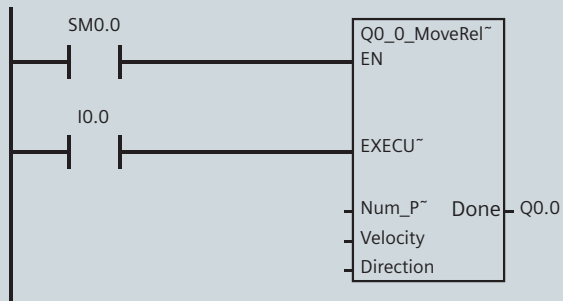 SM0.0
Q0_0_MoveRel~
EN
I0.0
EXECU~
Num_P~ Done Q0.0
Velocity
Direction